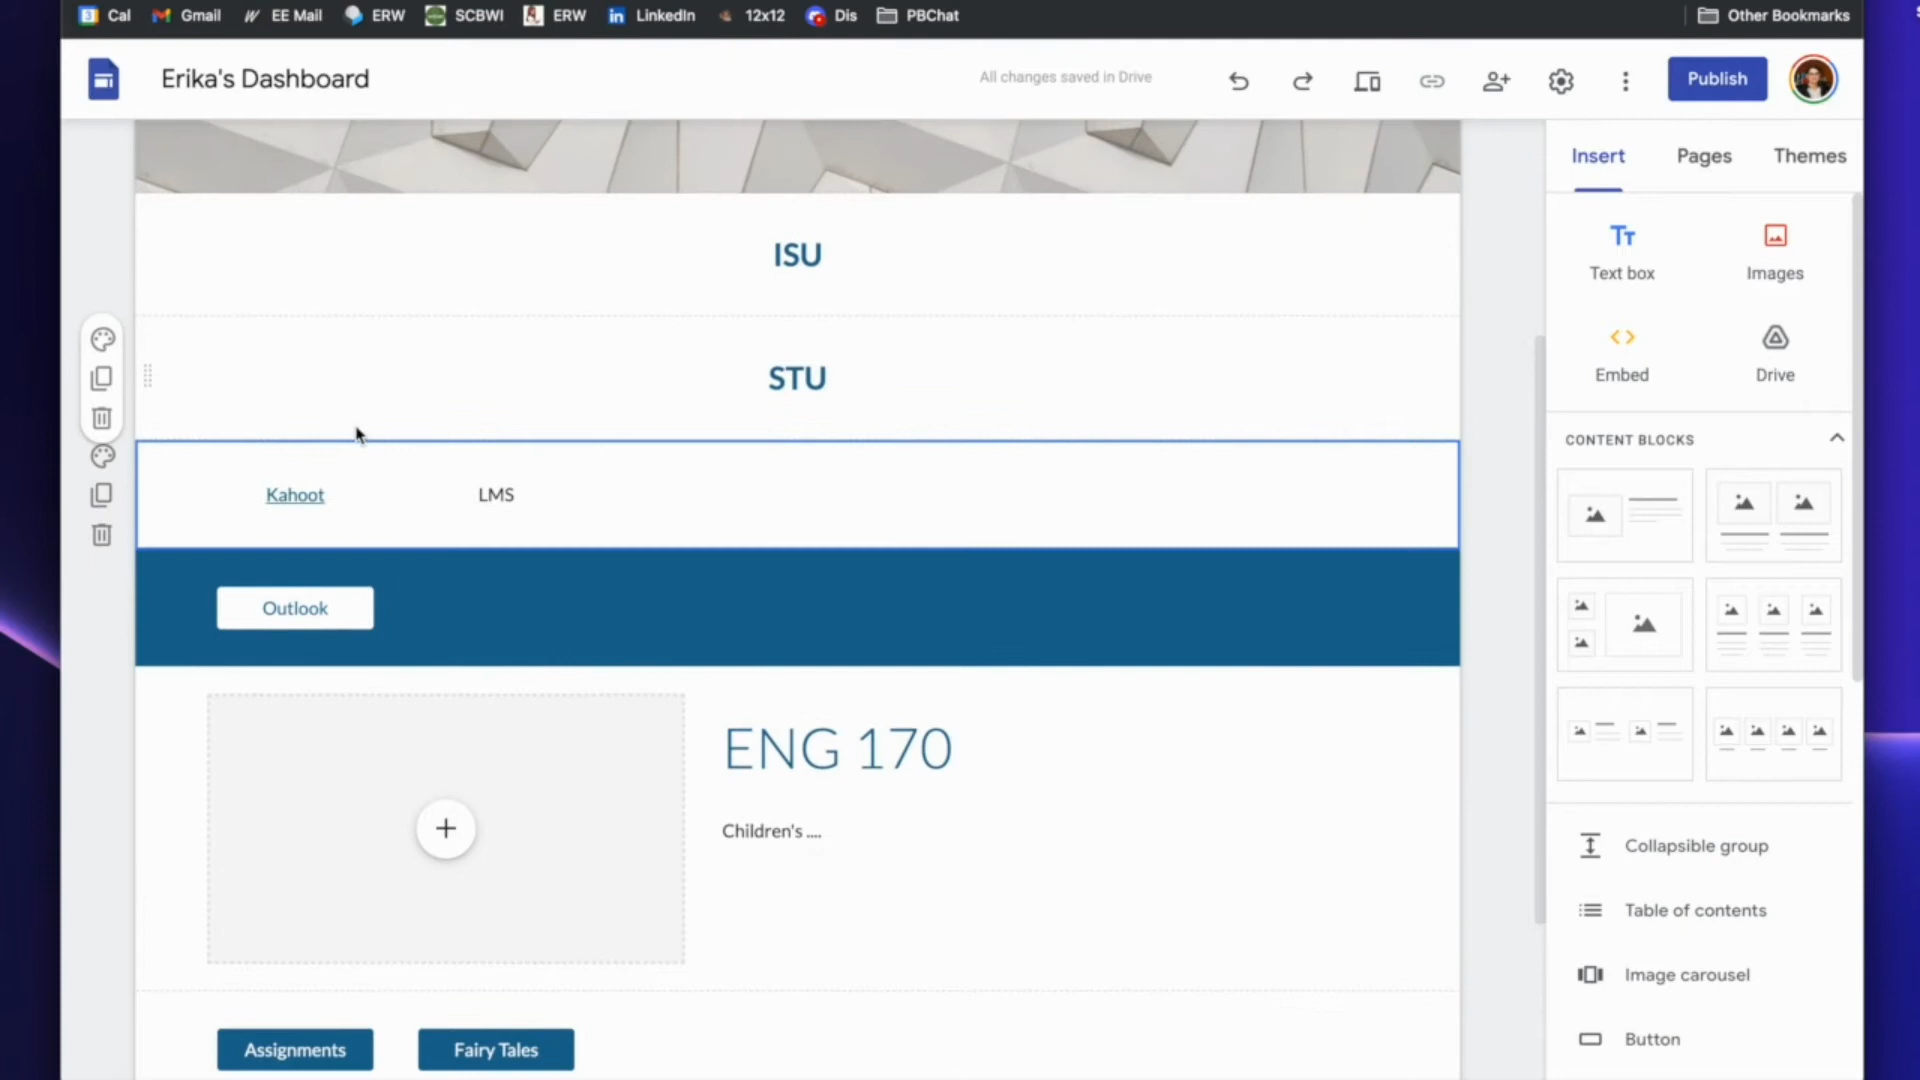 Cal Gmail EE Mail ERW SCBWI ERW LinkedIn 12x12 Dis PBChat Other Bookmarks
Erika's Dashboard All changes saved in Drive Publish
Insert Pages Themes
ISU
Text box Images
STU
Embed Drive
CONTENT BLOCKS
Kahoot LMS
Outlook
ENG 170
Children's ....
Collapsible group
Table of contents
Image carousel
Button
Assignments Fairy Tales